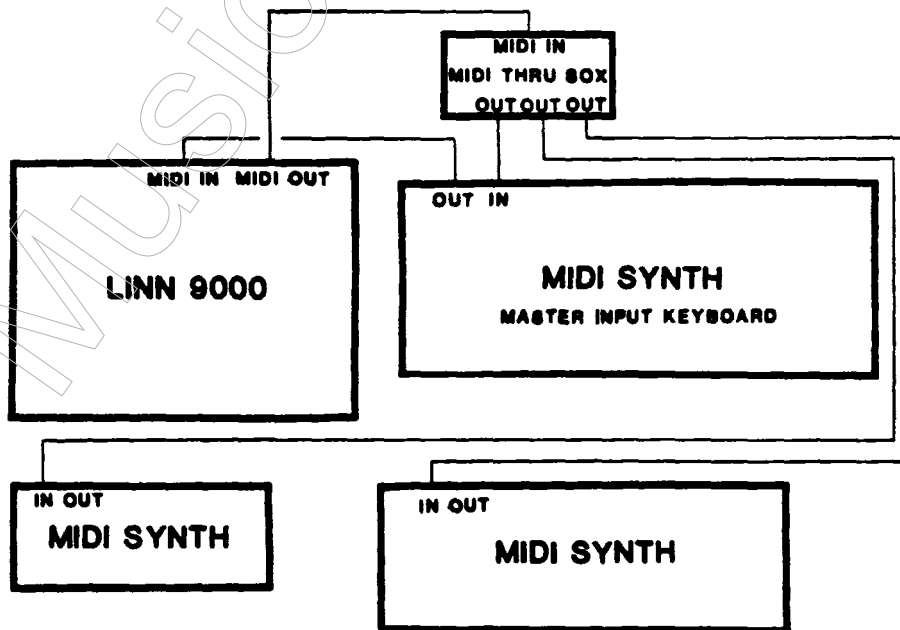 MIDI IN
MIDI THRU BOX
OUT OUT OUT
MIDI IN MIDI OUT
OUT IN
LINN 9000
MIDI SYNTH
MASTER INPUT KEYBOARD
IN OUT
MIDI SYNTH
IN OUT
MIDI SYNTH
Music